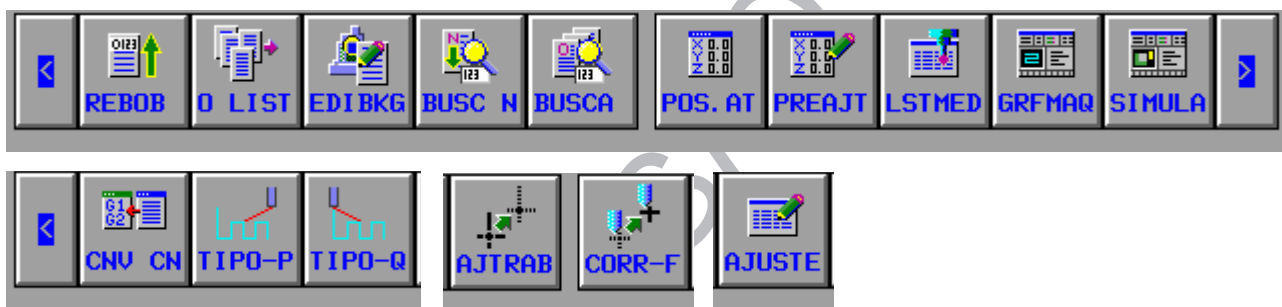 < REBOB O LIST EDIBKG BUSC N BUSCA POS.AT PREAJT LSTMED GRFMAQ SIMULA >
< CNV CN TIPO-P TIPO-Q AJTRAB CORR-F AJUSTE